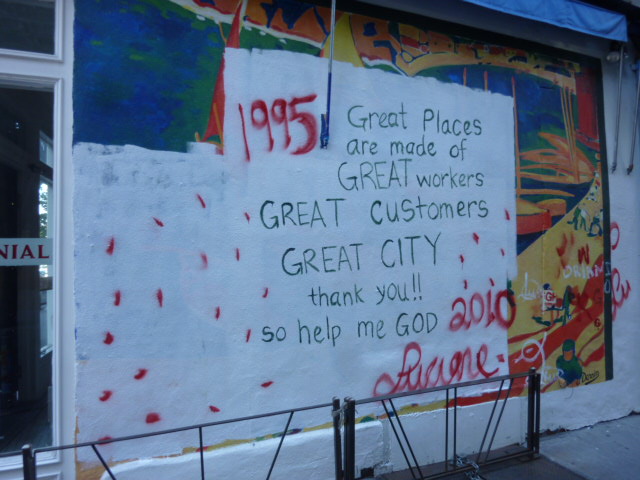 1995
Great Places
are made of
GREAT workers
GREAT customers
GREAT CITY
thank you!!
so help me GOD
2010
NIAL